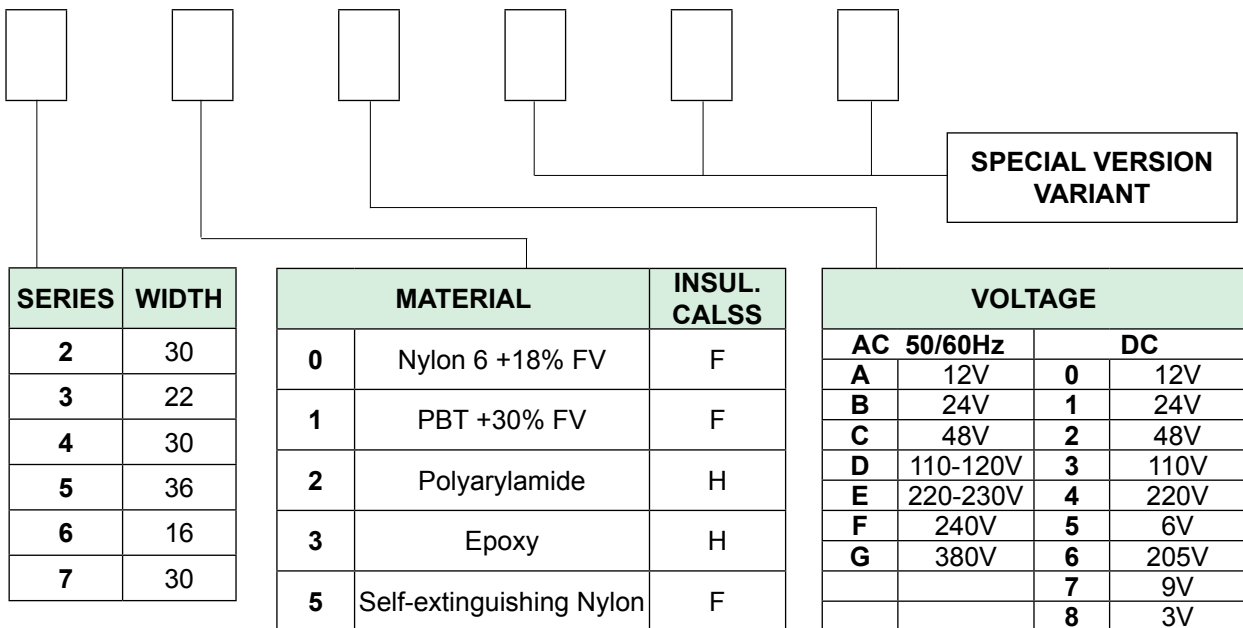 SPECIAL VERSION
VARIANT
SERIES WIDTH
2 30
3 22
4 30
5 36
6 16
7 30
MATERIAL INSUL.
CALSS
0 Nylon 6 +18% FV F
1 PBT +30% FV F
2 Polyarylamide H
3 Epoxy H
5 Self-extinguishing Nylon F
VOLTAGE
AC 50/60Hz DC
A 12V 0 12V
B 24V 1 24V
C 48V 2 48V
D 110-120V 3 110V
E 220-230V 4 220V
F 240V 5 6V
G 380V 6 205V
7 9V
8 3V